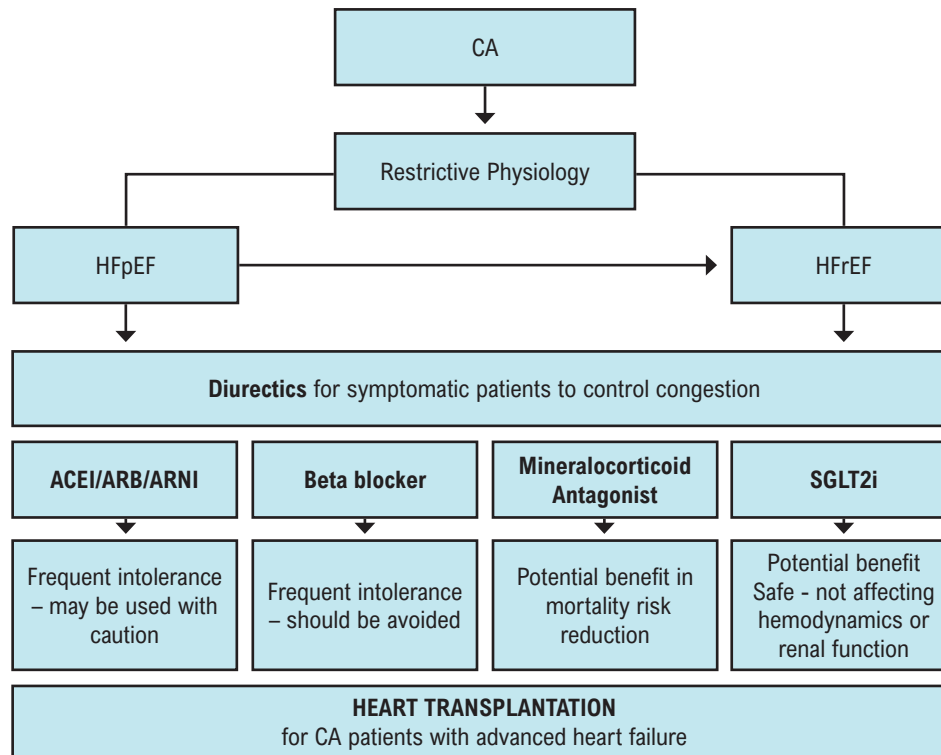 CA
Restrictive Physiology
HFpEF
HFrEF
Diurectics for symptomatic patients to control congestion
ACEI/ARB/ARNI
Beta blocker
Mineralocorticoid
Antagonist
SGLT2i
Frequent intolerance
– may be used with
caution
Frequent intolerance
– should be avoided
Potential benefit in
mortality risk
reduction
Potential benefit
Safe - not affecting
hemodynamics or
renal function
HEART TRANSPLANTATION
for CA patients with advanced heart failure